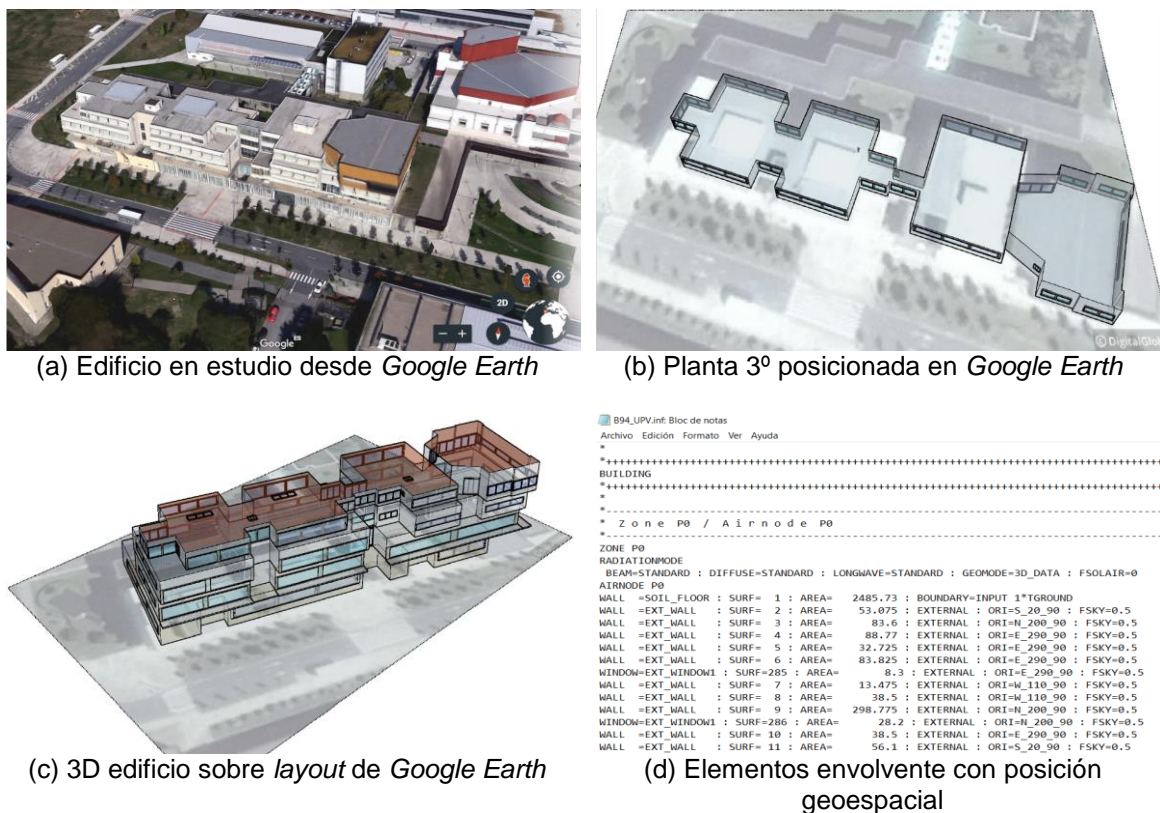 2D
Google
© DigitalGlob
(a) Edificio en estudio desde Google Earth
(b) Planta 3º posicionada en Google Earth
B94_UPV.inf: Bloc de notas
Archivo Edición Formato Ver Ayuda
*
*++++++++++++++++++++++++++++++++++++++++++++++++++++++++++++++++++++++++++++++
BUILDING
*++++++++++++++++++++++++++++++++++++++++++++++++++++++++++++++++++++++++++++++
*
*------------------------------------------------------------------------------
* Z o n e P0 / A i r n o d e P0
*------------------------------------------------------------------------------
ZONE P0
RADIATIONMODE
BEAM=STANDARD : DIFFUSE=STANDARD : LONGWAVE=STANDARD : GEOMODE=3D_DATA : FSOLAIR=0
AIRNODE P0
WALL =SOIL_FLOOR : SURF= 1 : AREA= 2485.73 : BOUNDARY=INPUT 1*TGROUND
WALL =EXT_WALL : SURF= 2 : AREA= 53.075 : EXTERNAL : ORI=S_20_90 : FSKY=0.5
WALL =EXT_WALL : SURF= 3 : AREA= 83.6 : EXTERNAL : ORI=N_200_90 : FSKY=0.5
WALL =EXT_WALL : SURF= 4 : AREA= 88.77 : EXTERNAL : ORI=E_290_90 : FSKY=0.5
WALL =EXT_WALL : SURF= 5 : AREA= 32.725 : EXTERNAL : ORI=E_290_90 : FSKY=0.5
WALL =EXT_WALL : SURF= 6 : AREA= 83.825 : EXTERNAL : ORI=E_290_90 : FSKY=0.5
WINDOW=EXT_WINDOW1 : SURF=285 : AREA= 8.3 : EXTERNAL : ORI=E_290_90 : FSKY=0.5
WALL =EXT_WALL : SURF= 7 : AREA= 13.475 : EXTERNAL : ORI=W_110_90 : FSKY=0.5
WALL =EXT_WALL : SURF= 8 : AREA= 38.5 : EXTERNAL : ORI=W_110_90 : FSKY=0.5
WALL =EXT_WALL : SURF= 9 : AREA= 298.775 : EXTERNAL : ORI=N_200_90 : FSKY=0.5
WINDOW=EXT_WINDOW1 : SURF=286 : AREA= 28.2 : EXTERNAL : ORI=N_200_90 : FSKY=0.5
WALL =EXT_WALL : SURF= 10 : AREA= 38.5 : EXTERNAL : ORI=E_290_90 : FSKY=0.5
WALL =EXT_WALL : SURF= 11 : AREA= 56.1 : EXTERNAL : ORI=S_20_90 : FSKY=0.5
(c) 3D edificio sobre layout de Google Earth
(d) Elementos envolvente con posición
geoespacial